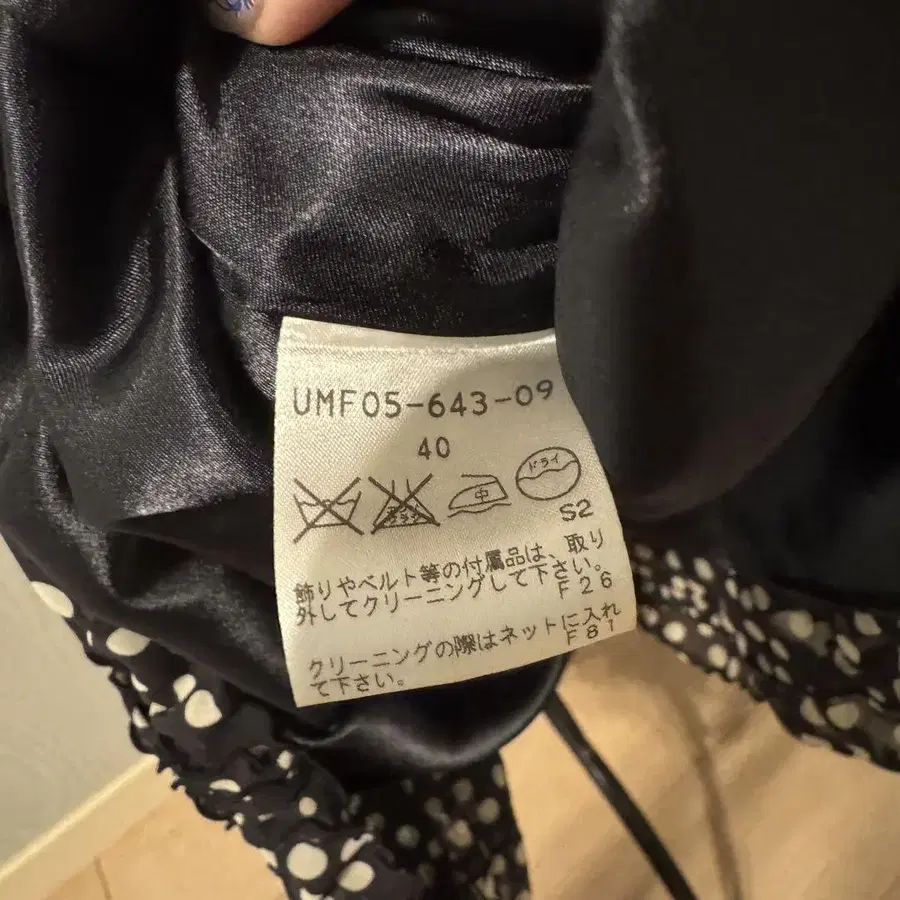 UMF05-643-09
40
エンソサラシ
中
ドライ
S2
飾りやベルト等の付属品は、取り
外してクリーニングして下さい。
F26
クリーニングの際はネットに入れ
F81
て下さい。